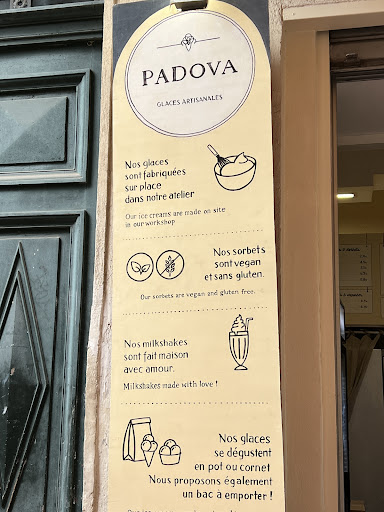 PADOVA
GLACES ARTISANALES
Nos glaces
sont fabriquées
sur place
dans notre atelier
Our ice creams are made on site
in our workshop
Nos sorbets
sont vegan
et sans gluten.
Our sorbets are vegan and gluten free.
Nos milkshakes
sont fait maison
avec amour.
Milkshakes made with love !
Nos glaces
se dégustent
en pot ou cornet
Nous proposons également
un bac à emporter !